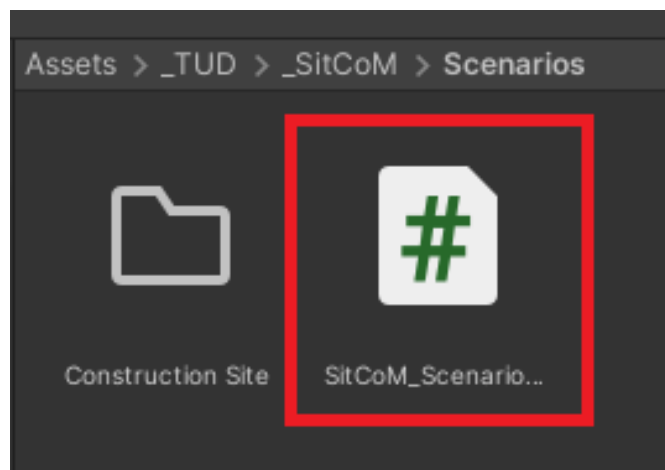 Assets > _TUD > _SitCoM > Scenarios
#
Construction Site
SitCoM_Scenario...